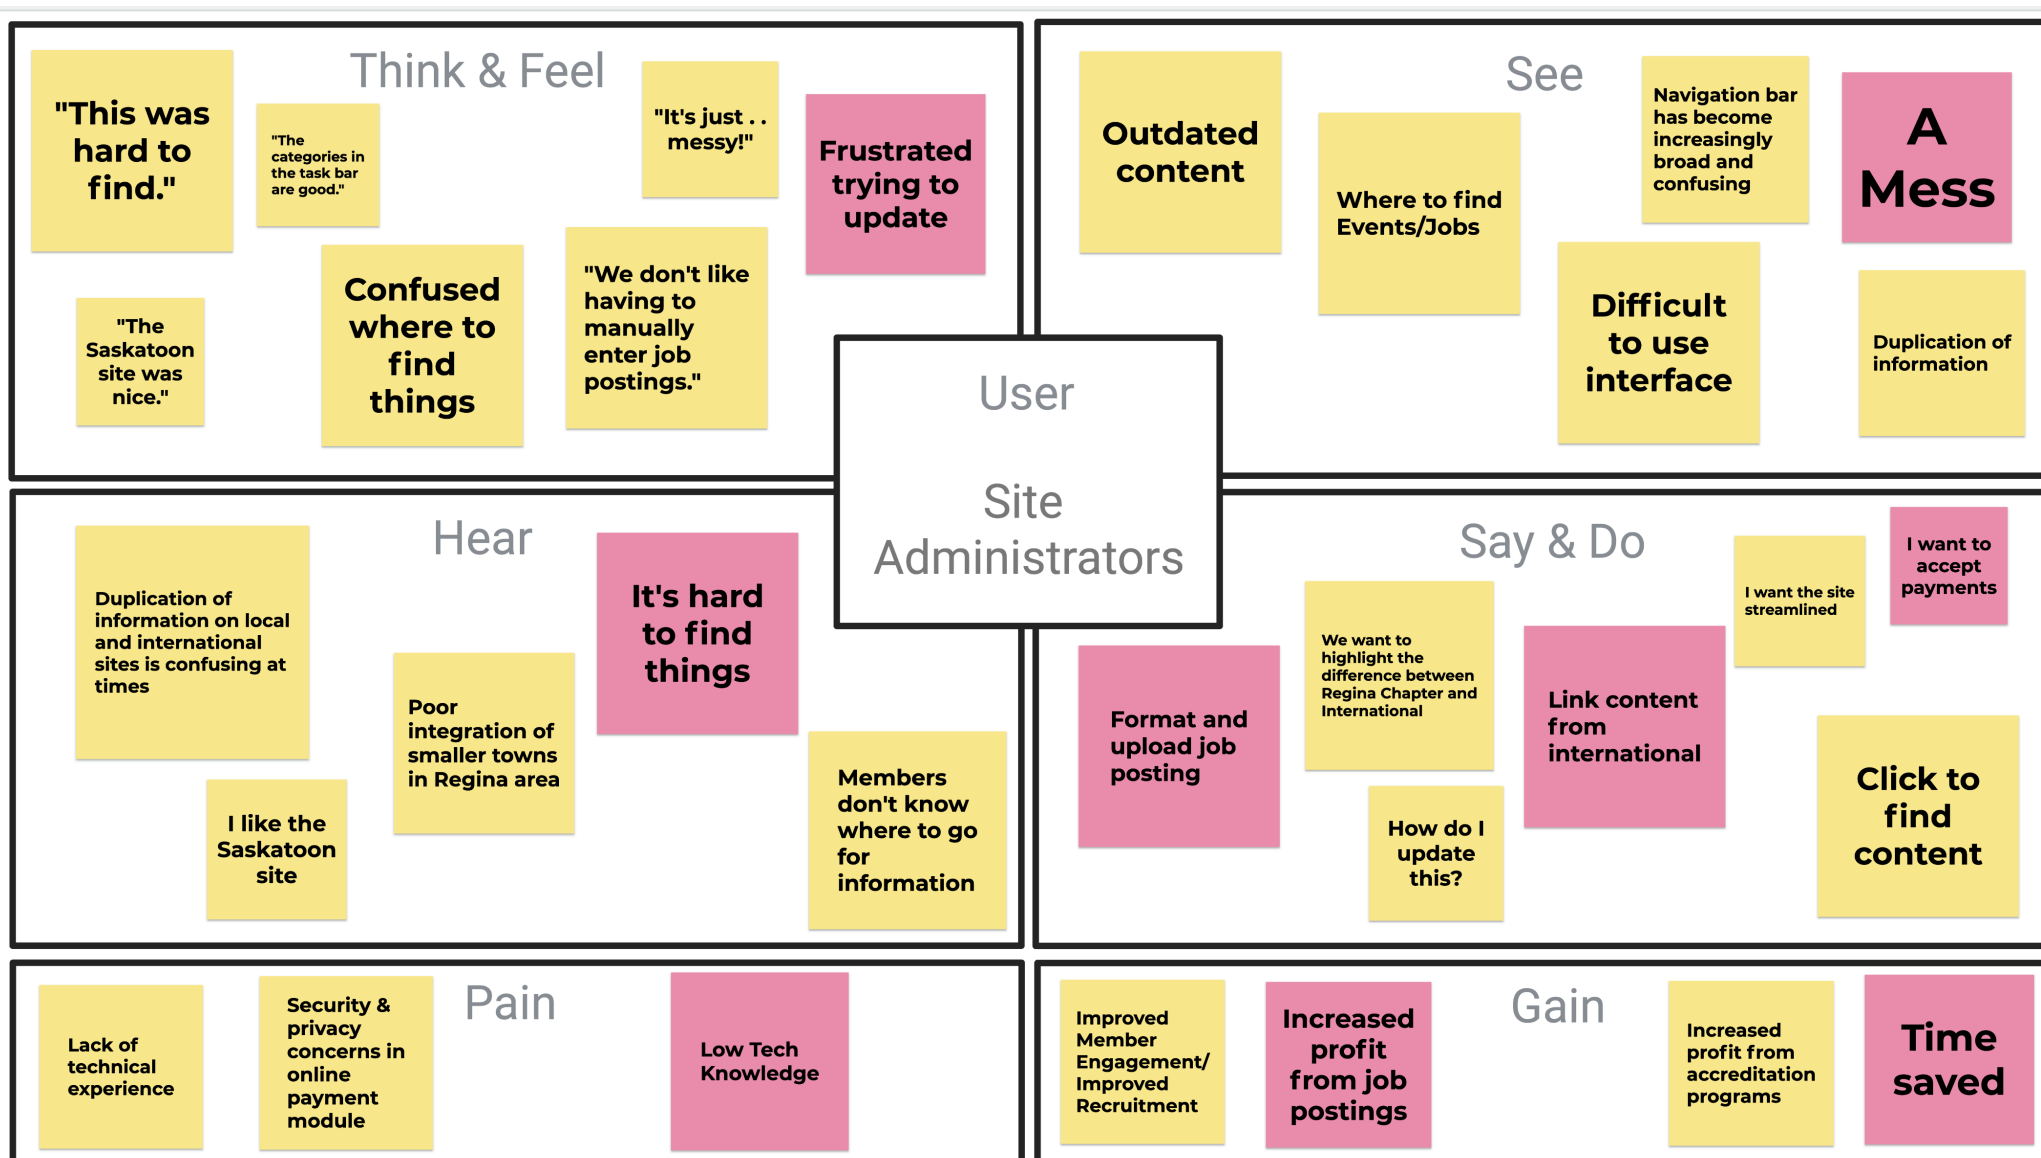 Think & Feel
"This was
hard to
find."
"The
categories in
the task bar
are good."
"It's just . .
messy!"
Frustrated
trying to
update
"The
Saskatoon
site was
nice."
Confused
where to
find
things
"We don't like
having to
manually
enter job
postings."
See
Outdated
content
Where to find
Events/Jobs
Navigation bar
has become
increasingly
broad and
confusing
A
Mess
Difficult
to use
interface
Duplication of
information
User
Site
Administrators
Hear
Duplication of
information on local
and international
sites is confusing at
times
Poor
integration of
smaller towns
in Regina area
It's hard
to find
things
I like the
Saskatoon
site
Members
don't know
where to go
for
information
Say & Do
Format and
upload job
posting
We want to
highlight the
difference between
Regina Chapter and
International
How do I
update
this?
Link content
from
international
I want the site
streamlined
I want to
accept
payments
Click to
find
content
Pain
Lack of
technical
experience
Security &
privacy
concerns in
online
payment
module
Low Tech
Knowledge
Gain
Improved
Member
Engagement/
Improved
Recruitment
Increased
profit
from job
postings
Increased
profit from
accreditation
programs
Time
saved